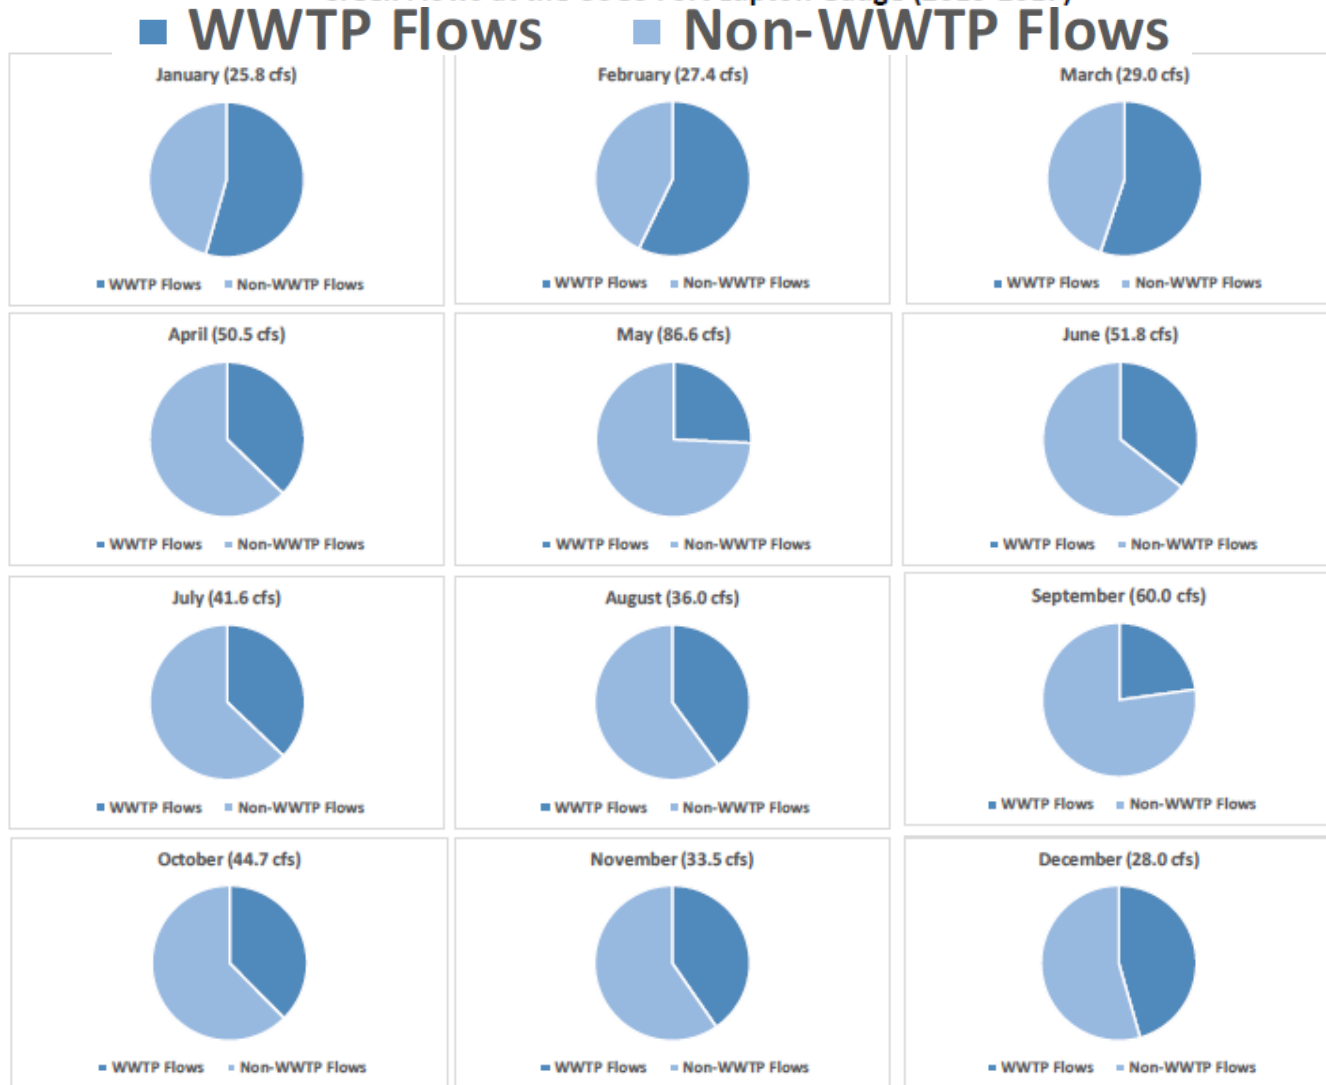 WWTP Flows Non-WWTP Flows
January (25.8 cfs)
WWTP Flows Non-WWTP Flows
February (27.4 cfs)
WWTP Flows Non-WWTP Flows
March (29.0 cfs)
WWTP Flows Non-WWTP Flows
April (50.5 cfs)
WWTP Flows Non-WWTP Flows
May (86.6 cfs)
WWTP Flows Non-WWTP Flows
June (51.8 cfs)
WWTP Flows Non-WWTP Flows
July (41.6 cfs)
WWTP Flows Non-WWTP Flows
August (36.0 cfs)
WWTP Flows Non-WWTP Flows
September (60.0 cfs)
WWTP Flows Non-WWTP Flows
October (44.7 cfs)
WWTP Flows Non-WWTP Flows
November (33.5 cfs)
WWTP Flows Non-WWTP Flows
December (28.0 cfs)
WWTP Flows Non-WWTP Flows